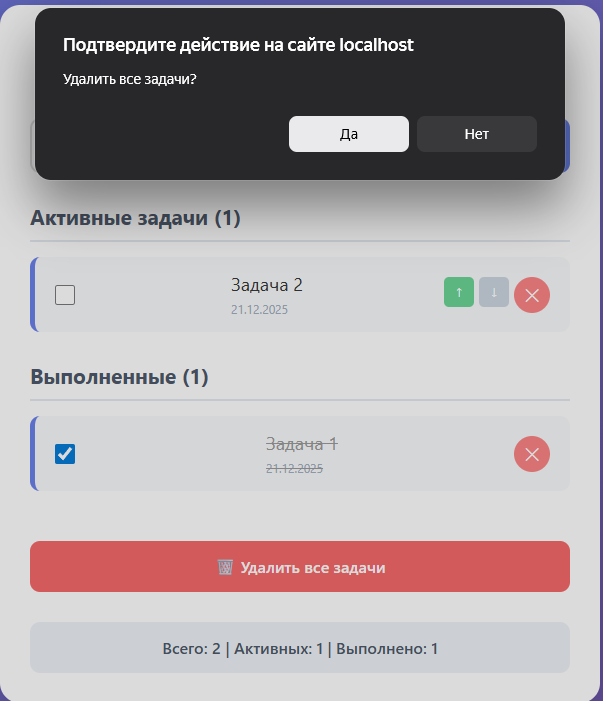 Подтвердите действие на сайте localhost
Удалить все задачи?
Да
Нет
Активные задачи (1)
Задача 2
21.12.2025
↑
↓
Выполненные (1)
Задача 1
21.12.2025
🗑️ Удалить все задачи
Всего: 2 | Активных: 1 | Выполнено: 1